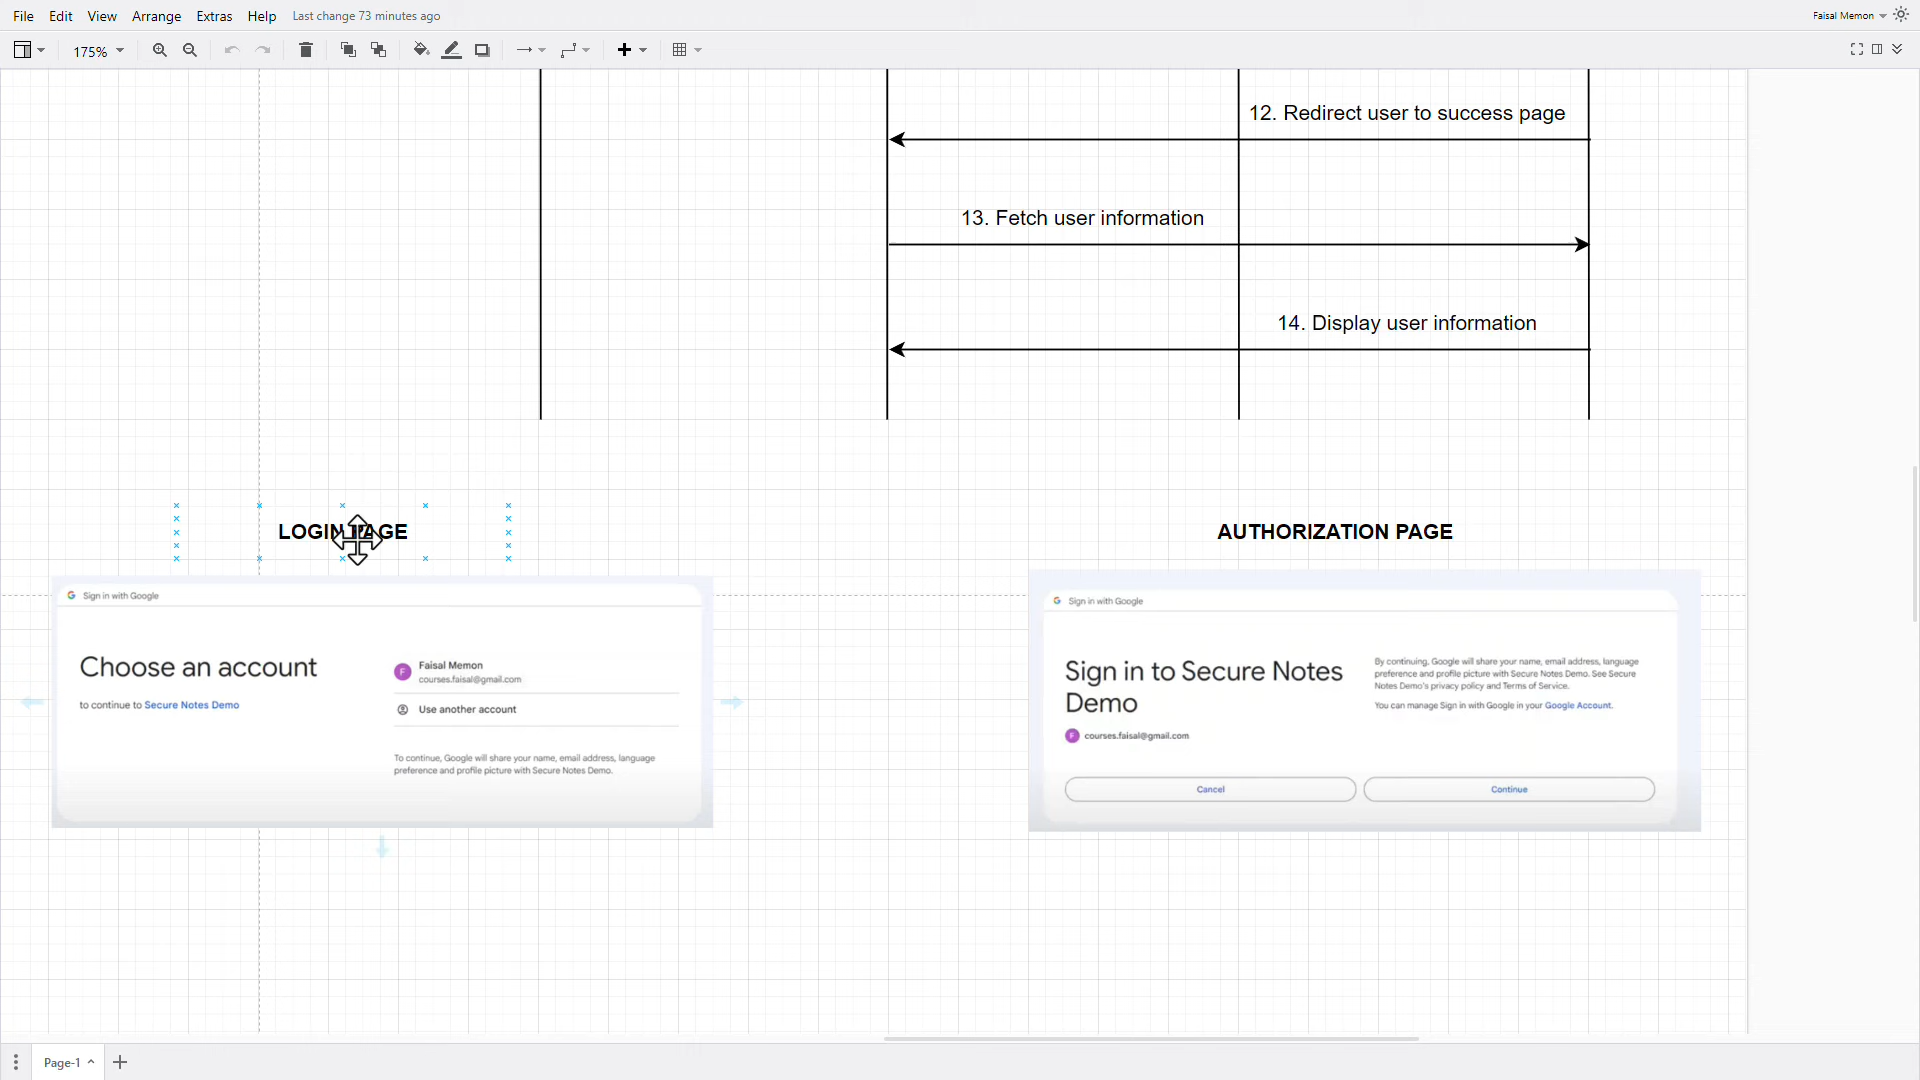 File Edit View Arrange Extras Help Last change 73 minutes ago
Faisal Memon
175%
12. Redirect user to success page
13. Fetch user information
14. Display user information
LOGIN PAGE
AUTHORIZATION PAGE
Sign in with Google
Choose an account
to continue to Secure Notes Demo
Faisal Memon
courses.faisal@gmail.com
Use another account
To continue, Google will share your name, email address, language
preference and profile picture with Secure Notes Demo.
Sign in with Google
Sign in to Secure Notes
Demo
courses.faisal@gmail.com
By continuing, Google will share your name, email address, language
preference and profile picture with Secure Notes Demo. See Secure
Notes Demo's privacy policy and Terms of Service.
You can manage Sign in with Google in your Google Account.
Cancel
Continue
Page-1